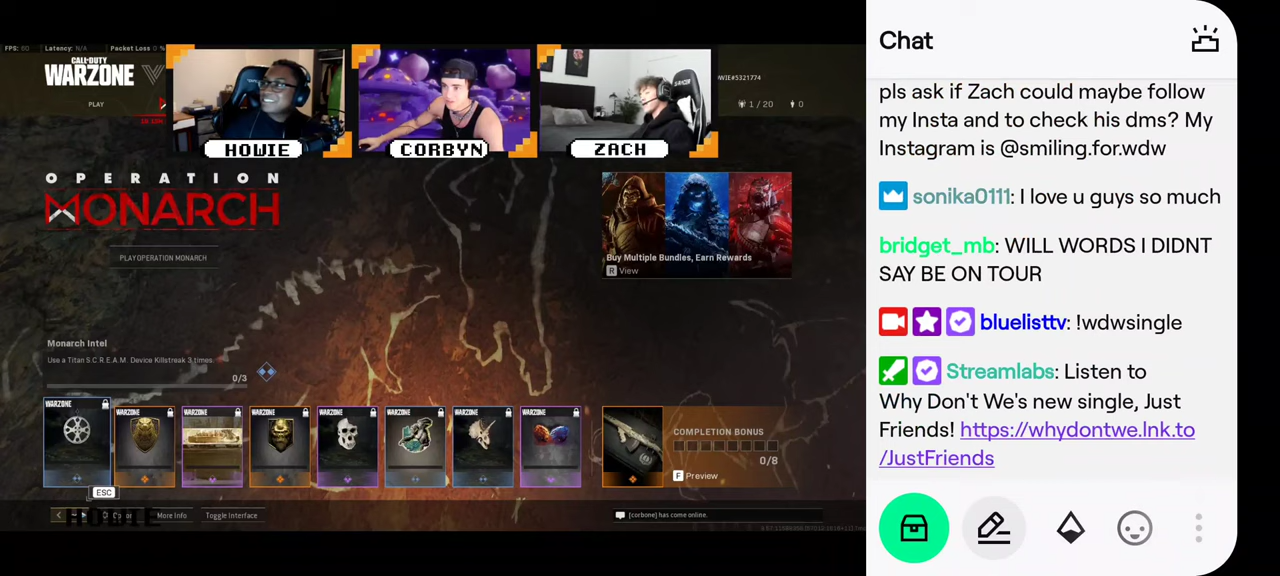 FPS: 60 Latency: N/A Packet Loss 0 %
CALL OF DUTY
WARZONE
PLAY
1 / 20 0
HOWIE
CORBYN
ZACH
OPERATION
MONARCH
PLAY OPERATION MONARCH
Buy Multiple Bundles, Earn Rewards
R View
Monarch Intel
Use a Titan S.C.R.E.A.M. Device Killstreak 3 times.
0/3
WARZONE
WARZONE
WARZONE
WARZONE
WARZONE
WARZONE
WARZONE
WARZONE
COMPLETION BONUS
0/8
F Preview
ESC
HOWIE
More Info
Toggle Interface
[corbone] has come online.
Chat
pls ask if Zach could maybe follow
my Insta and to check his dms? My
Instagram is @smiling.for.wdw
sonika0111: I love u guys so much
bridget_mb: WILL WORDS I DIDNT
SAY BE ON TOUR
bluelisttv: !wdwsingle
Streamlabs: Listen to
Why Don't We's new single, Just
Friends! https://whydontwe.lnk.to
/JustFriends